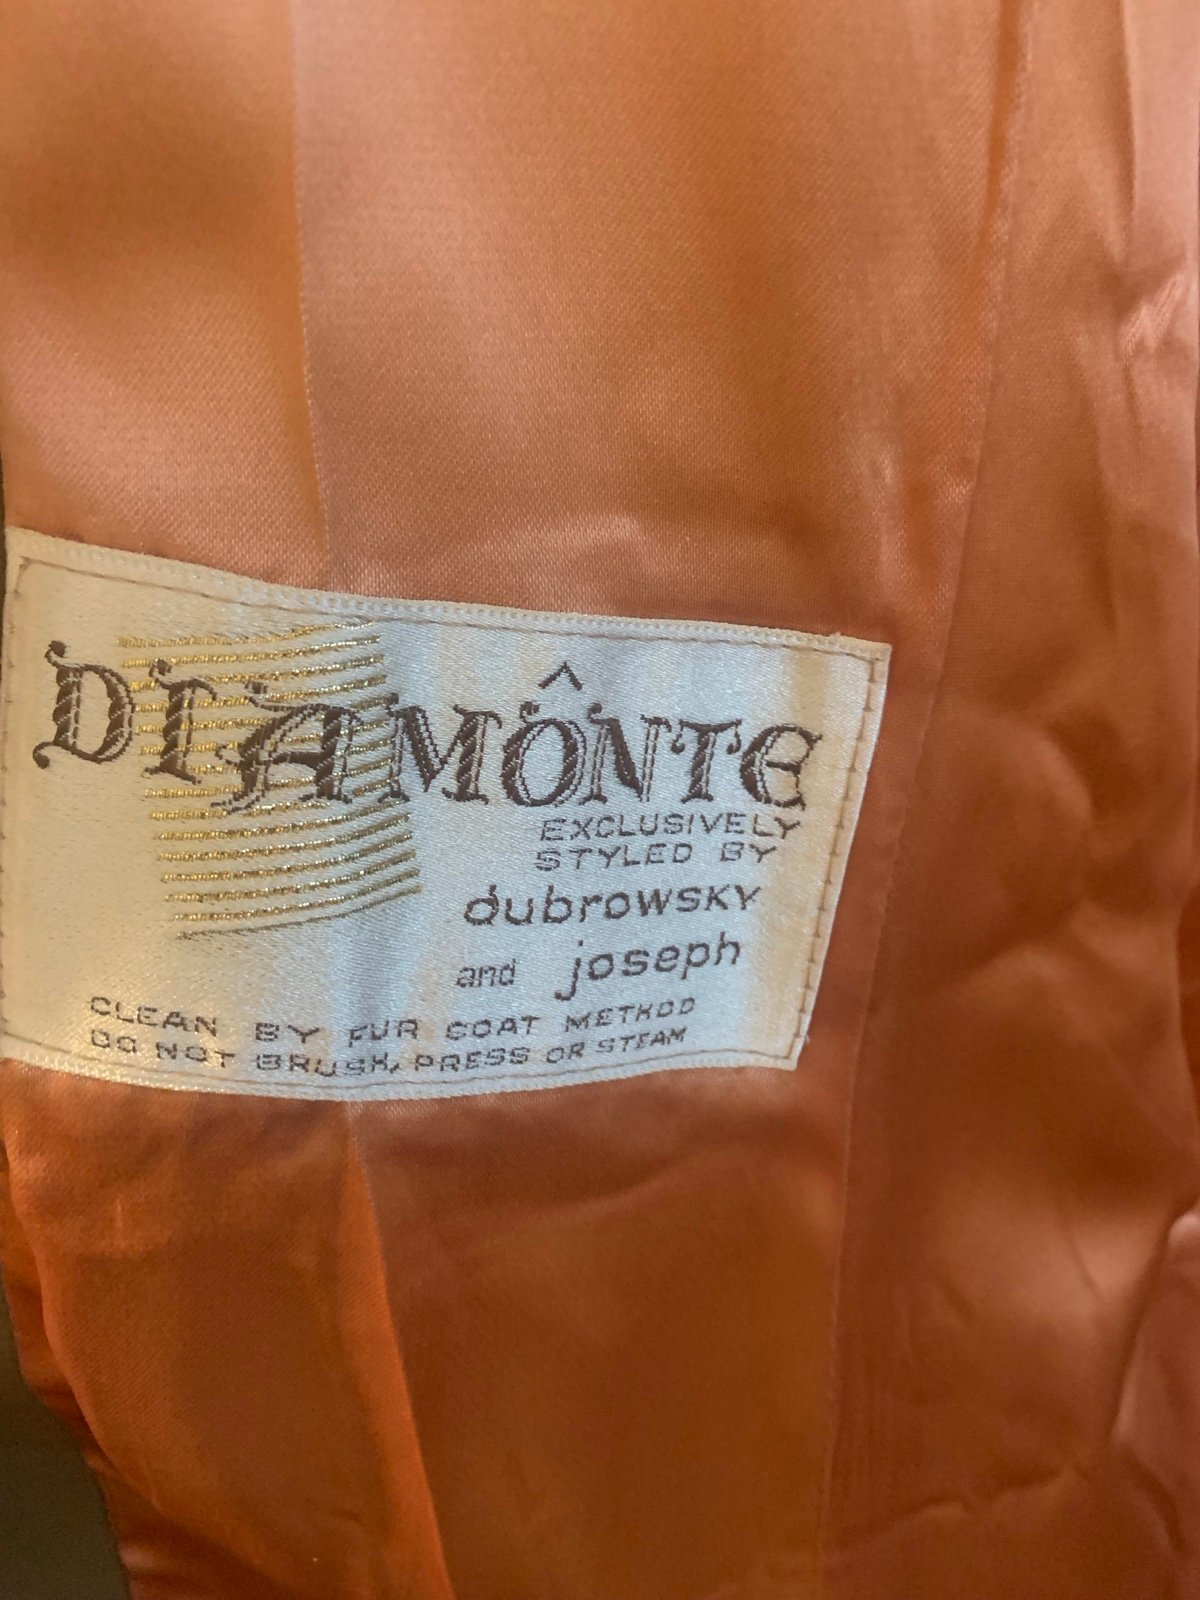 DIAMÔNTE
EXCLUSIVELY
STYLED BY
dubrowsky
and joseph
CLEAN BY FUR COAT METHOD
DO NOT BRUSH, PRESS OR STEAM